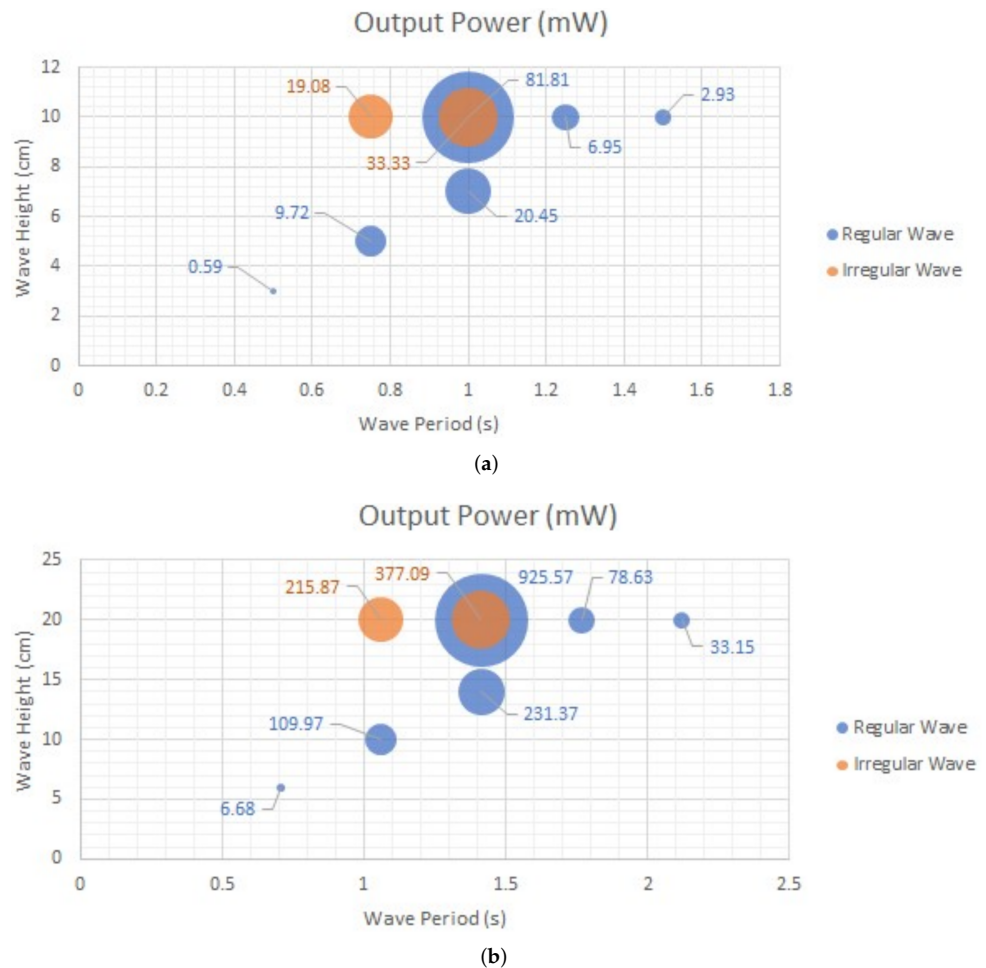 Output Power (mW)
12
10
8
6
4
2
0
Wave Height (cm)
19.08
81.81
2.93
33.33
6.95
20.45
9.72
0.59
0 0.2 0.4 0.6 0.8 1 1.2 1.4 1.6 1.8
Wave Period (s)
Regular Wave
Irregular Wave
(a)
Output Power (mW)
25
20
15
10
5
0
Wave Height (cm)
215.87
377.09
925.57
78.63
33.15
231.37
109.97
6.68
0 0.5 1 1.5 2 2.5
Wave Period (s)
Regular Wave
Irregular Wave
(b)